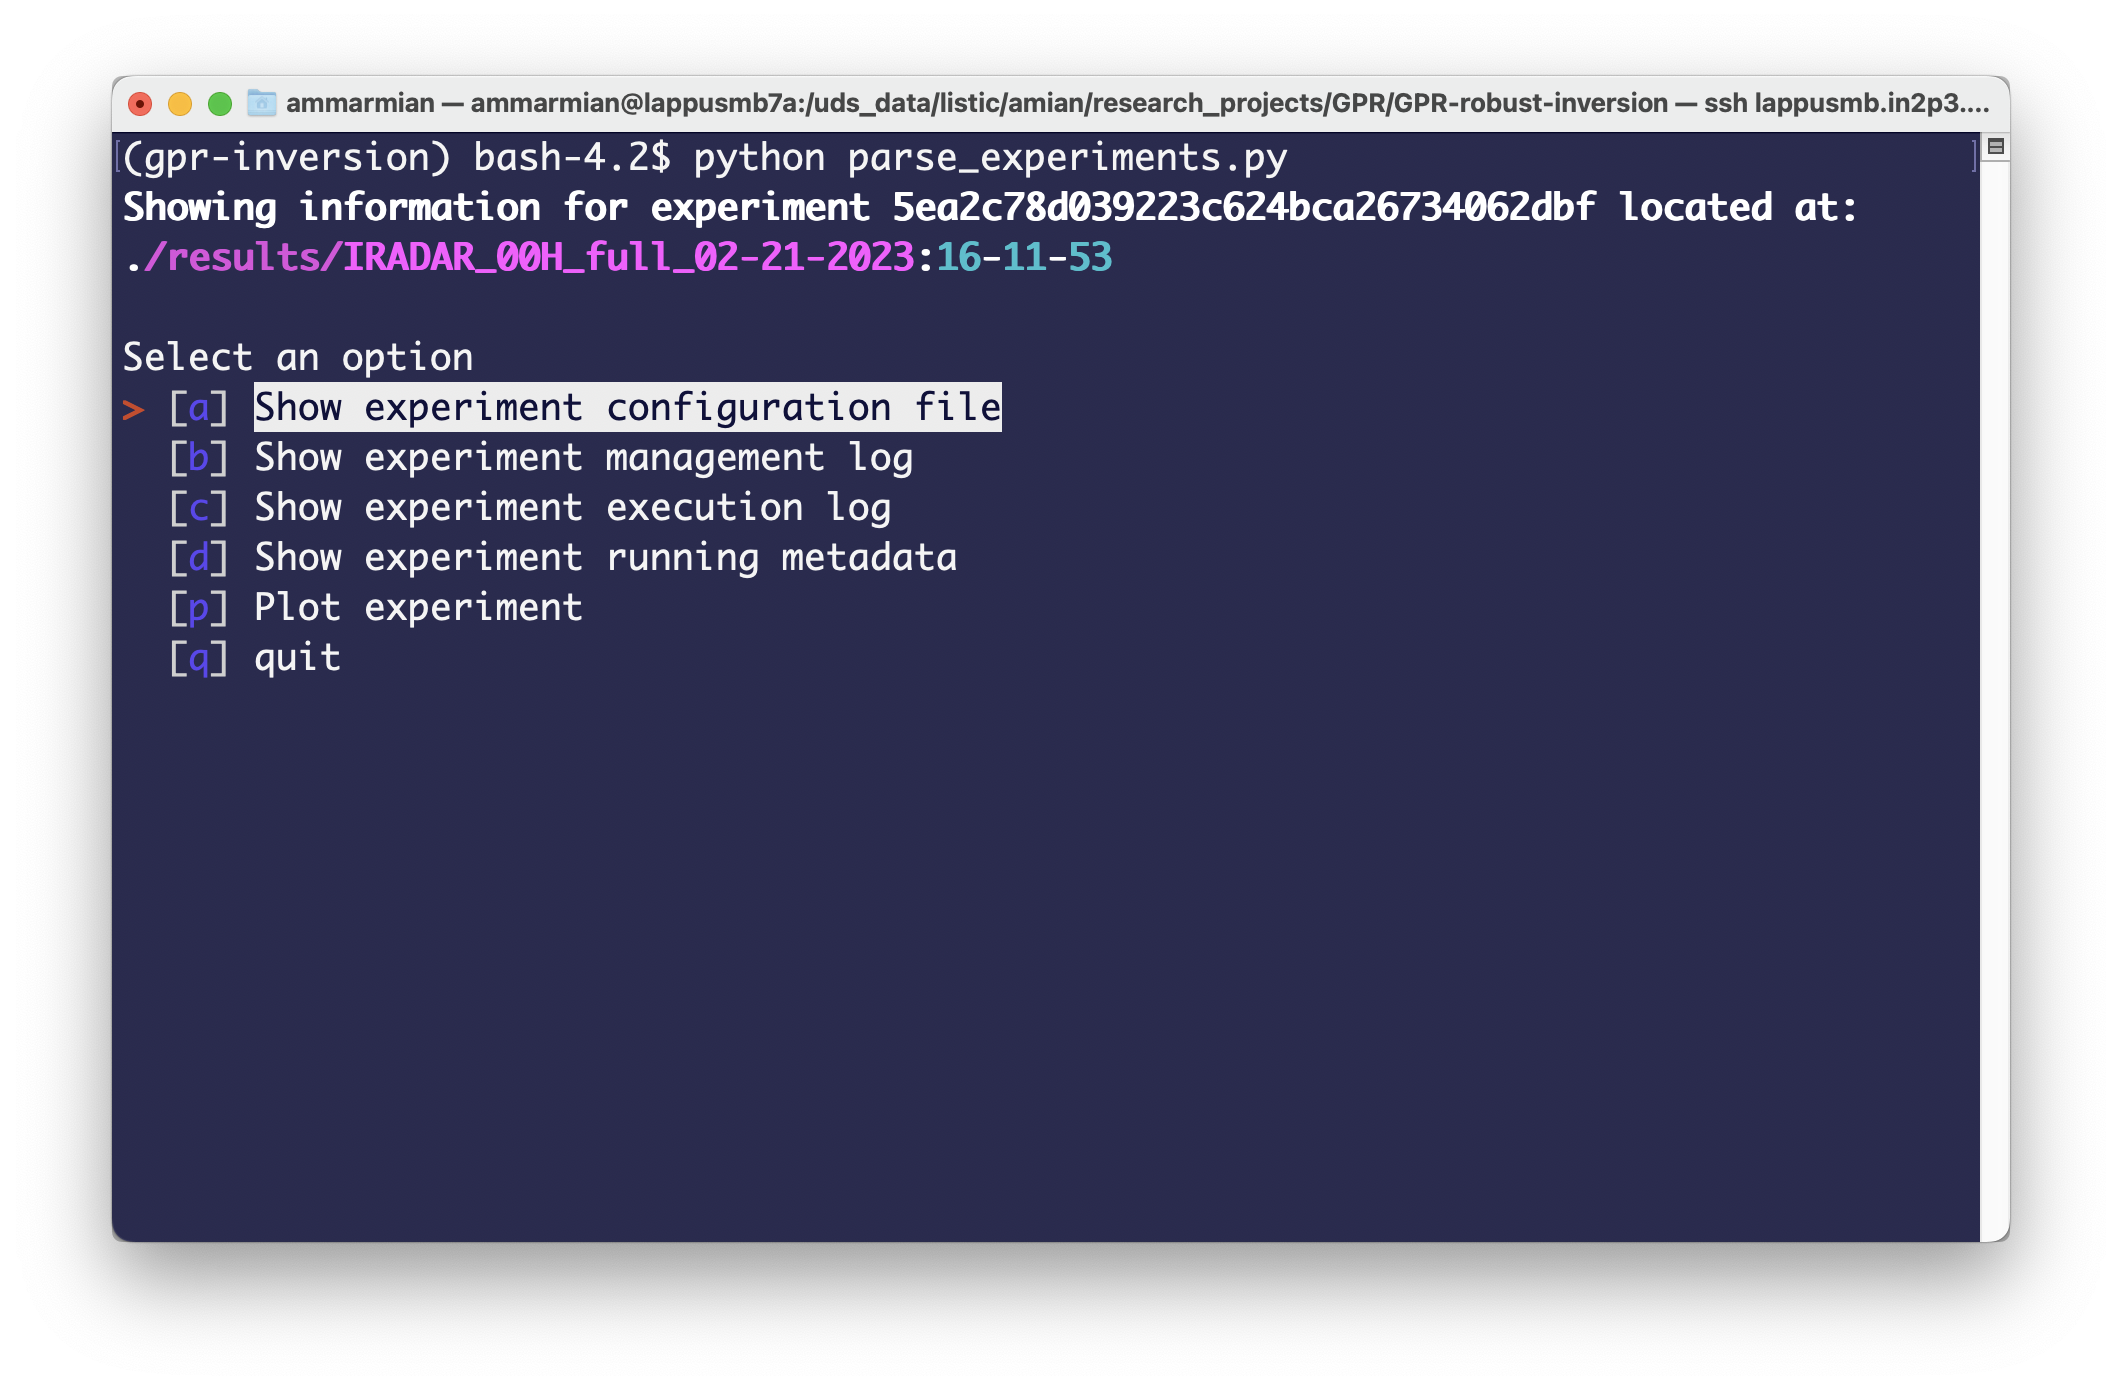 ammarmian — ammarmian@lappusmb7a:/uds_data/listic/amian/research_projects/GPR/GPR-robust-inversion — ssh lappusmb.in2p3....
(gpr-inversion) bash-4.2$ python parse_experiments.py
Showing information for experiment 5ea2c78d039223c624bca26734062dbf located at:
./results/IRADAR_00H_full_02-21-2023:16-11-53
Select an option
> [a] Show experiment configuration file
[b] Show experiment management log
[c] Show experiment execution log
[d] Show experiment running metadata
[p] Plot experiment
[q] quit